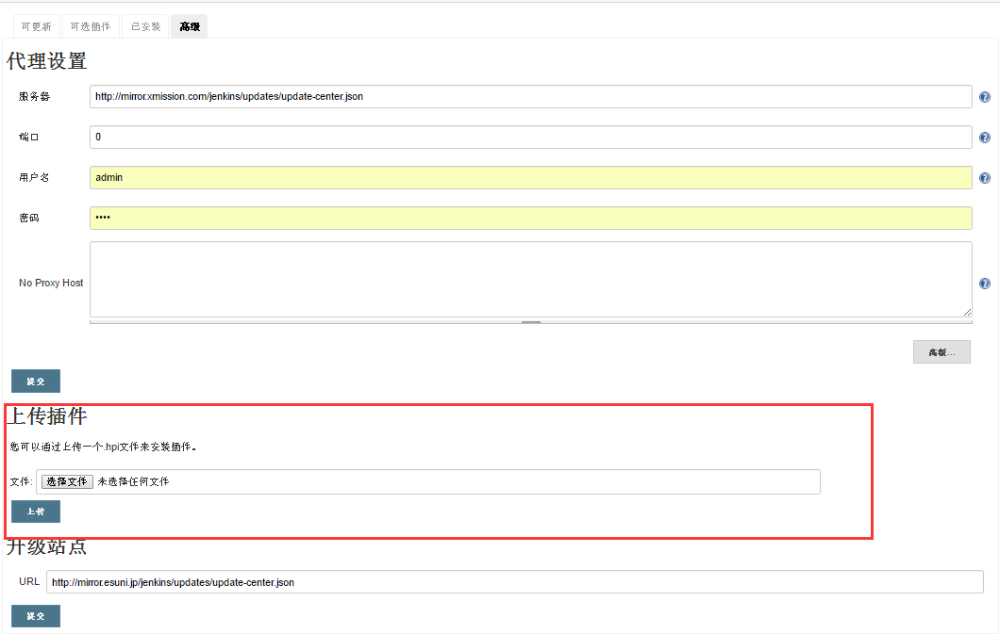 可更新 可选插件 已安装 高级
代理设置
服务器 http://mirror.xmission.com/jenkins/updates/update-center.json
端口 0
用户名 admin
密码 ••••
No Proxy Host
高级...
提交
上传插件
您可以通过上传一个.hpi文件来安装插件。
文件: 选择文件 未选择任何文件
上传
升级站点
URL http://mirror.esuni.jp/jenkins/updates/update-center.json
提交